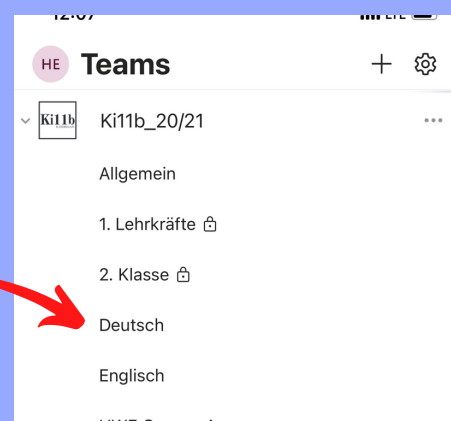 HE Teams
Ki11b Ki11b_20/21
Allgemein
1. Lehrkräfte
2. Klasse
Deutsch
Englisch